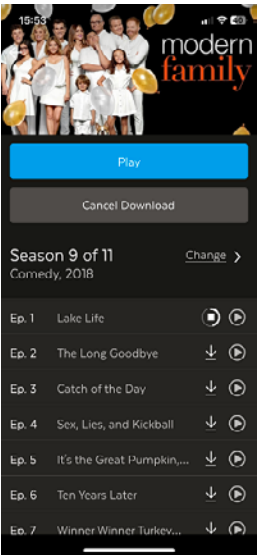 15:53
modern
family
Play
Cancel Download
Season 9 of 11
Change
Comedy, 2018
Ep. 1 Lake Life
Ep. 2 The Long Goodbye
Ep. 3 Catch of the Day
Ep. 4 Sex, Lies, and Kickball
Ep. 5 It's the Great Pumpkin,...
Ep. 6 Ten Years Later
Ep. 7 Winner Winner Turkey...